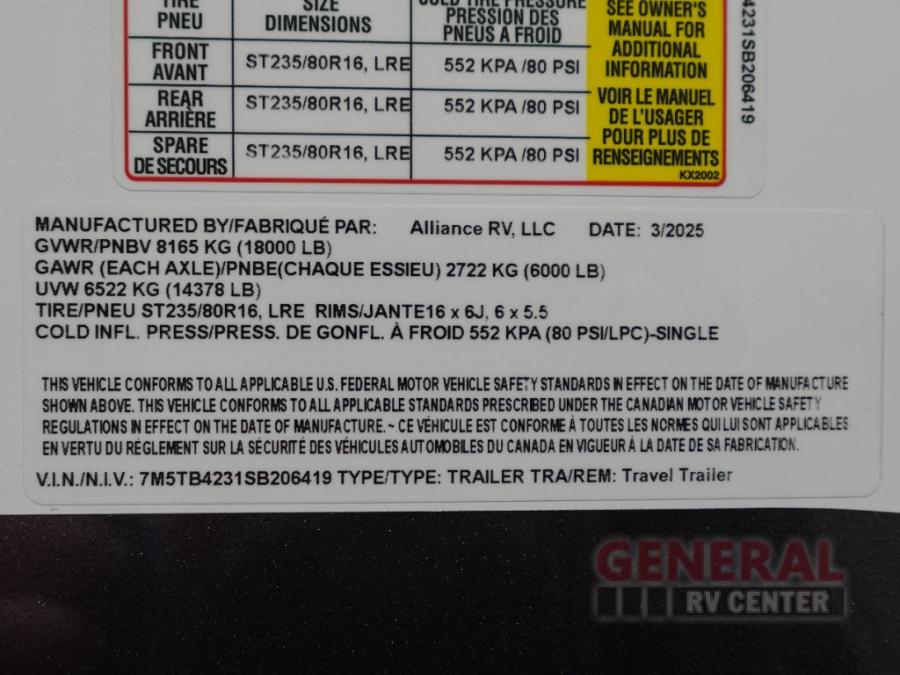 TIRE SIZE COLD TIRE PRESSURE SEE OWNER'S
PNEU DIMENSIONS PRESSION DES MANUAL FOR
PNEUS A FROID ADDITIONAL
INFORMATION
FRONT
AVANT ST235/80R16, LRE 552 KPA /80 PSI
REAR
ARRIÈRE ST235/80R16, LRE 552 KPA /80 PSI
SPARE
DE SECOURS ST235/80R16, LRE 552 KPA /80 PSI
VOIR LE MANUEL
DE L'USAGER
POUR PLUS DE
RENSEIGNEMENTS
KX2002
4231SB206419
MANUFACTURED BY/FABRIQUÉ PAR: Alliance RV, LLC DATE: 3/2025
GVWR/PNBV 8165 KG (18000 LB)
GAWR (EACH AXLE)/PNBE(CHAQUE ESSIEU) 2722 KG (6000 LB)
UVW 6522 KG (14378 LB)
TIRE/PNEU ST235/80R16, LRE RIMS/JANTE16 x 6J, 6 x 5.5
COLD INFL. PRESS/PRESS. DE GONFL. À FROID 552 KPA (80 PSI/LPC)-SINGLE
THIS VEHICLE CONFORMS TO ALL APPLICABLE U.S. FEDERAL MOTOR VEHICLE SAFETY STANDARDS IN EFFECT ON THE DATE OF MANUFACTURE
SHOWN ABOVE. THIS VEHICLE CONFORMS TO ALL APPLICABLE STANDARDS PRESCRIBED UNDER THE CANADIAN MOTOR VEHICLE SAFETY
REGULATIONS IN EFFECT ON THE DATE OF MANUFACTURE.~ CE VÉHICULE EST CONFORME À TOUTES LES NORMES QUI LUI SONT APPLICABLES
EN VERTU DU RÉGLEMENT SUR LA SÉCURITÉ DES VÉHICULES AUTOMOBILES DU CANADA EN VIGUEUR À LA DATE DE SA FABRICATION.
V.I.N./N.I.V.: 7M5TB4231SB206419 TYPE/TYPE: TRAILER TRA/REM: Travel Trailer
GENERAL
RV CENTER